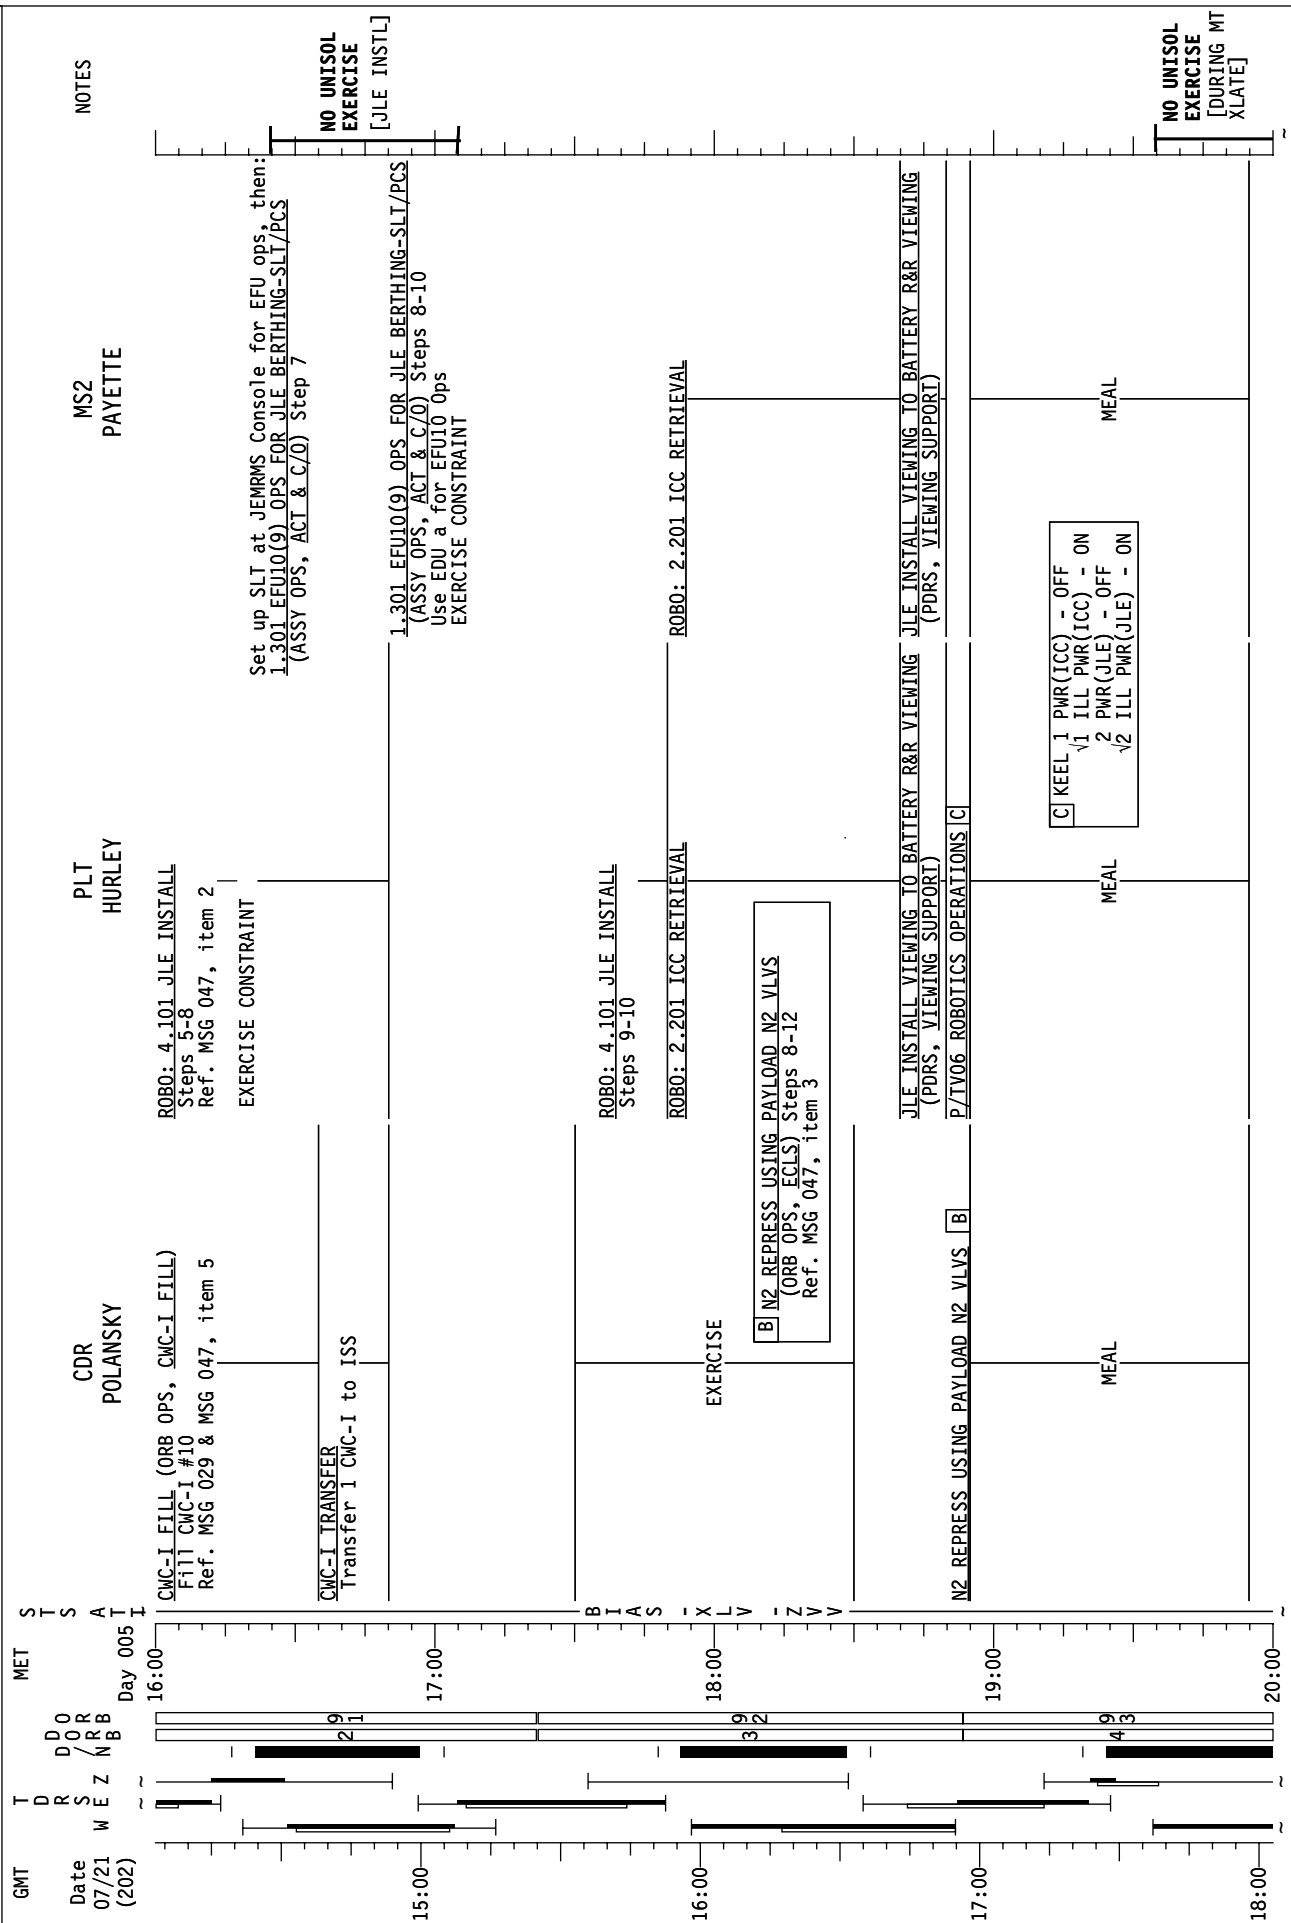 GMT
Date
07/21
(202)
15:00
16:00
17:00
18:00
T
D
R
S
W E Z
D
D O
O R
/ R B
N B
2
91
3
92
4
93
MET
Day 005
16:00
17:00
18:00
19:00
20:00
S
T
S
A
T
T
BIAS -XLV -ZVV
CDR
POLANSKY
CWC-I FILL (ORB OPS, CWC-I FILL)
Fill CWC-I #10
Ref. MSG 029 & MSG 047, item 5
CWC-I TRANSFER
Transfer 1 CWC-I to ISS
EXERCISE
N2 REPRESS USING PAYLOAD N2 VLVS B
MEAL
B N2 REPRESS USING PAYLOAD N2 VLVS
(ORB OPS, ECLS) Steps 8-12
Ref. MSG 047, item 3
PLT
HURLEY
ROBO: 4.101 JLE INSTALL
Steps 5-8
Ref. MSG 047, item 2
EXERCISE CONSTRAINT
ROBO: 4.101 JLE INSTALL
Steps 9-10
ROBO: 2.201 ICC RETRIEVAL
JLE INSTALL VIEWING TO BATTERY R&R VIEWING
(PDRS, VIEWING SUPPORT)
P/TV06 ROBOTICS OPERATIONS C
MEAL
C KEEL 1 PWR(ICC) - OFF
√1 ILL PWR(ICC) - ON
2 PWR(JLE) - OFF
√2 ILL PWR(JLE) - ON
MS2
PAYETTE
Set up SLT at JEMRMS Console for EFU ops, then:
1.301 EFU10(9) OPS FOR JLE BERTHING-SLT/PCS
(ASSY OPS, ACT & C/O) Step 7
1.301 EFU10(9) OPS FOR JLE BERTHING-SLT/PCS
(ASSY OPS, ACT & C/O) Steps 8-10
Use EDU a for EFU10 Ops
EXERCISE CONSTRAINT
ROBO: 2.201 ICC RETRIEVAL
JLE INSTALL VIEWING TO BATTERY R&R VIEWING
(PDRS, VIEWING SUPPORT)
MEAL
NOTES
NO UNISOL
EXERCISE
[JLE INSTL]
NO UNISOL
EXERCISE
[DURING MT
XLATE]